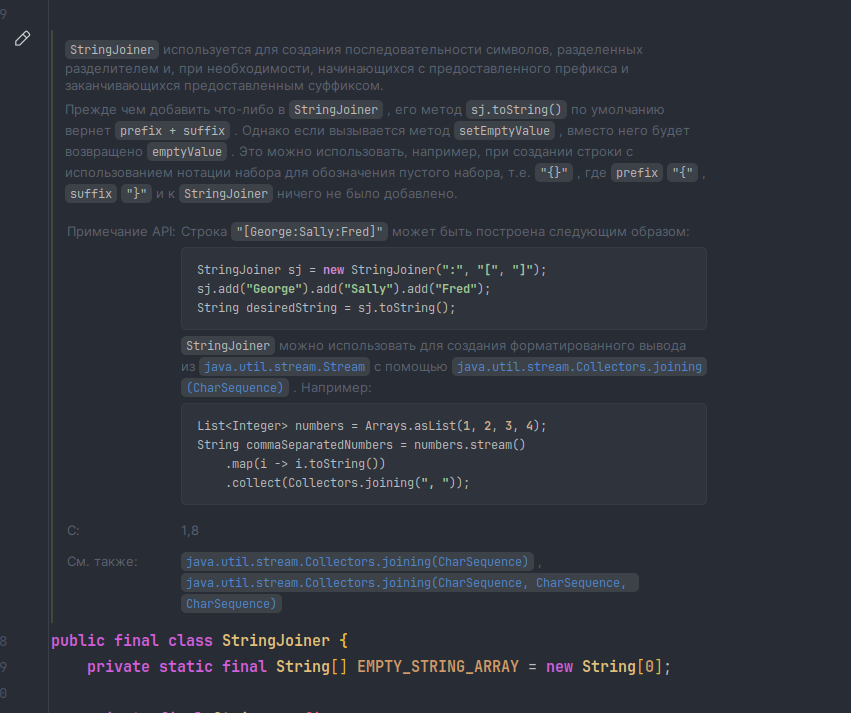 9
StringJoiner используется для создания последовательности символов, разделенных
разделителем и, при необходимости, начинающихся с предоставленного префикса и
заканчивающихся предоставленным суффиксом.
Прежде чем добавить что-либо в StringJoiner , его метод sj.toString() по умолчанию
вернет prefix + suffix . Однако если вызывается метод setEmptyValue , вместо него будет
возвращено emptyValue . Это можно использовать, например, при создании строки с
использованием нотации набора для обозначения пустого набора, т.е. "{}" , где prefix "{" ,
suffix "}" и к StringJoiner ничего не было добавлено.
Примечание API: Строка "[George:Sally:Fred]" может быть построена следующим образом:
StringJoiner sj = new StringJoiner(":", "[", "]");
sj.add("George").add("Sally").add("Fred");
String desiredString = sj.toString();
StringJoiner можно использовать для создания форматированного вывода
из java.util.stream.Stream с помощью java.util.stream.Collectors.joining
(CharSequence) . Например:
List<Integer> numbers = Arrays.asList(1, 2, 3, 4);
String commaSeparatedNumbers = numbers.stream()
.map(i -> i.toString())
.collect(Collectors.joining(", "));
С: 1,8
См. также: java.util.stream.Collectors.joining(CharSequence) ,
java.util.stream.Collectors.joining(CharSequence, CharSequence,
CharSequence)
8 public final class StringJoiner {
9 private static final String[] EMPTY_STRING_ARRAY = new String[0];
0